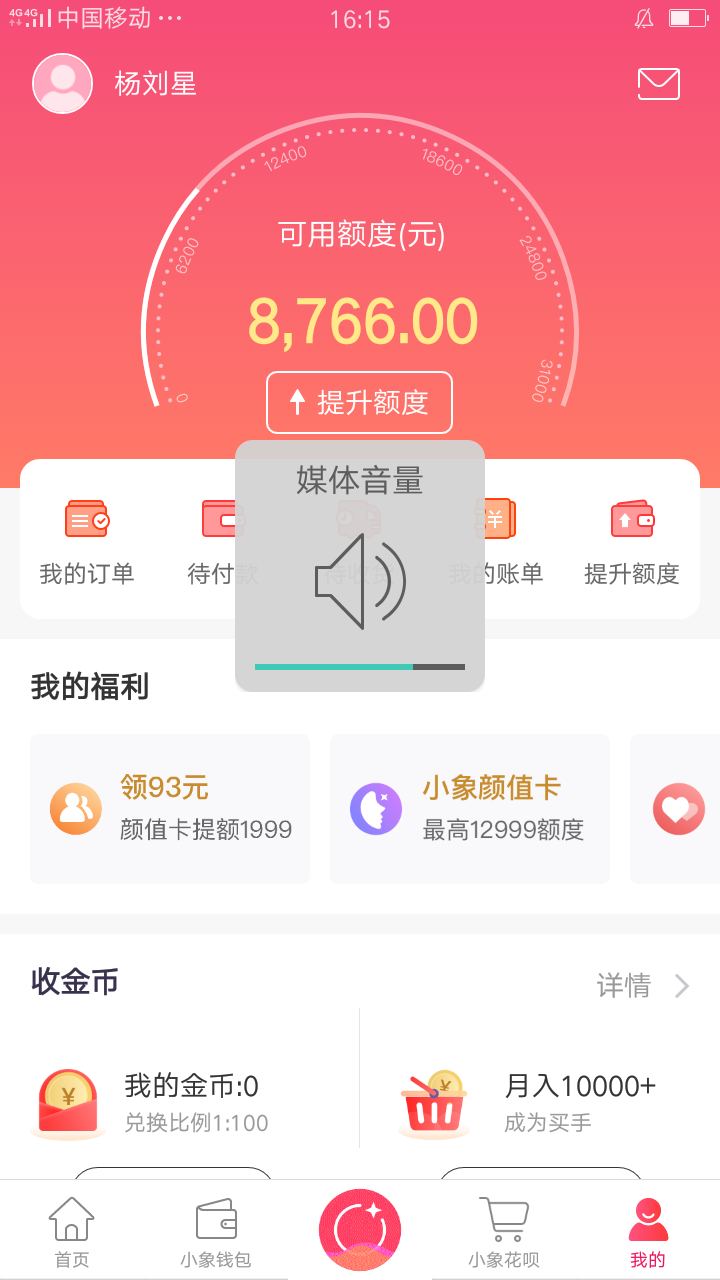 4G 4G 中国移动 ··· 16:15
杨刘星
12400 18600
6200 24800
0 31000
可用额度(元)
8,766.00
提升额度
媒体音量
我的订单 待付款 待收货 我的账单 提升额度
我的福利
领93元 小象颜值卡
颜值卡提额1999 最高12999额度
收金币 详情
我的金币:0 月入10000+
兑换比例1:100 成为买手
首页 小象钱包 小象花呗 我的